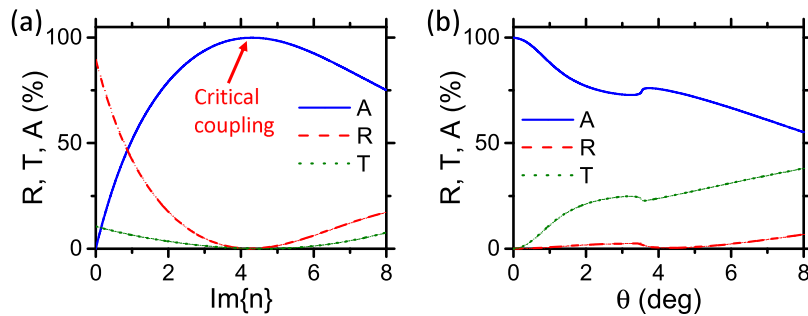 (a)
R, T, A (%)
100
50
0
Critical
coupling
A
R
T
0 2 4 6 8
Im{n}
(b)
R, T, A (%)
100
50
0
A
R
T
0 2 4 6 8
θ (deg)